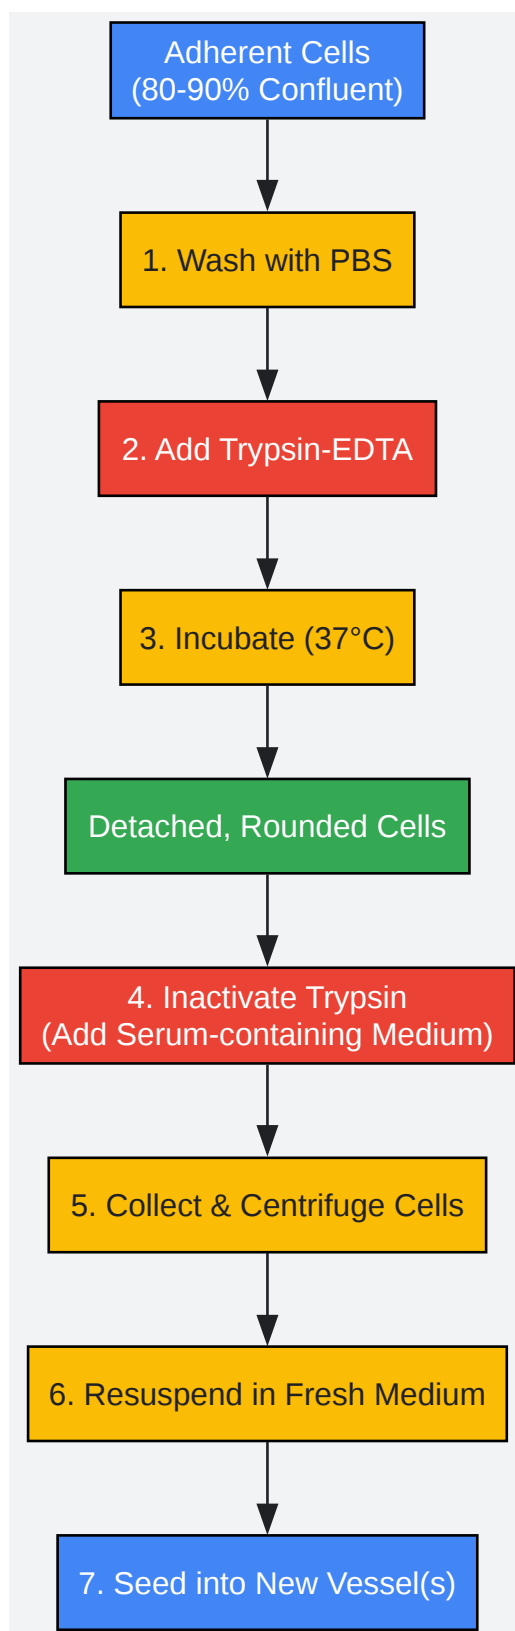 Adherent Cells
(80-90% Confluent)
1. Wash with PBS
2. Add Trypsin-EDTA
3. Incubate (37°C)
Detached, Rounded Cells
4. Inactivate Trypsin
(Add Serum-containing Medium)
5. Collect & Centrifuge Cells
6. Resuspend in Fresh Medium
7. Seed into New Vessel(s)